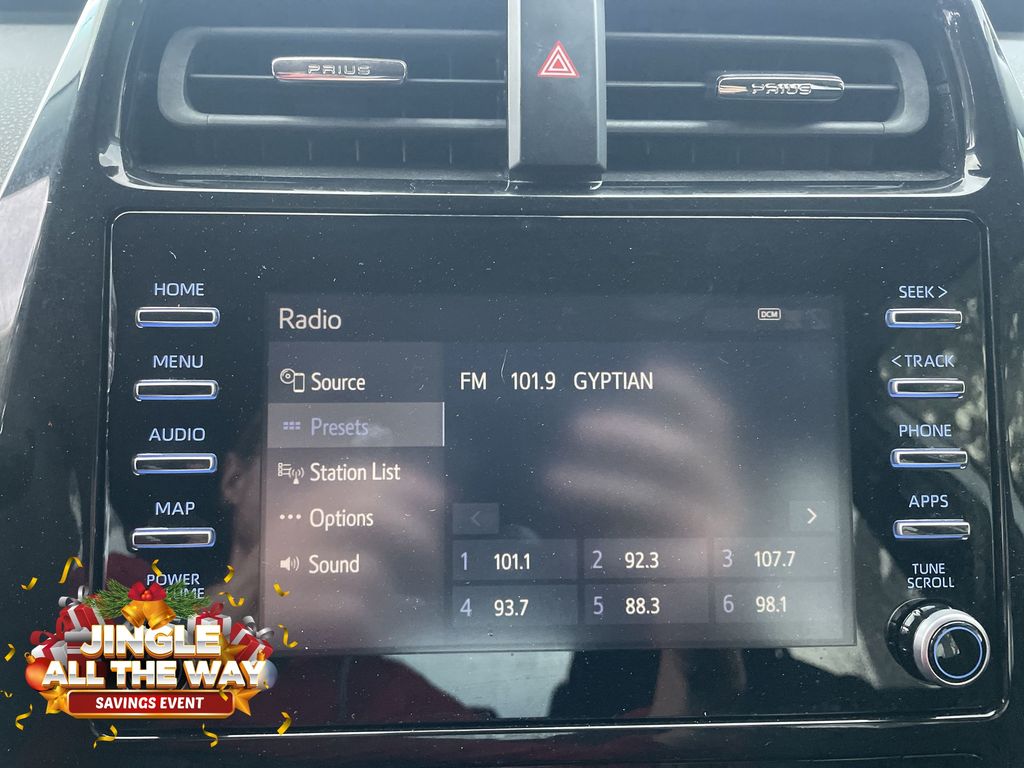 PRIUS
PRIUS
HOME
SEEK >
Radio
DCM
MENU
< TRACK
Source
FM 101.9 GYPTIAN
Presets
AUDIO
PHONE
Station List
MAP
APPS
Options
< >
1 101.1 2 92.3 3 107.7
Sound
4 93.7 5 88.3 6 98.1
POWER
TUNE
SCROLL
JINGLE
ALL THE WAY
SAVINGS EVENT